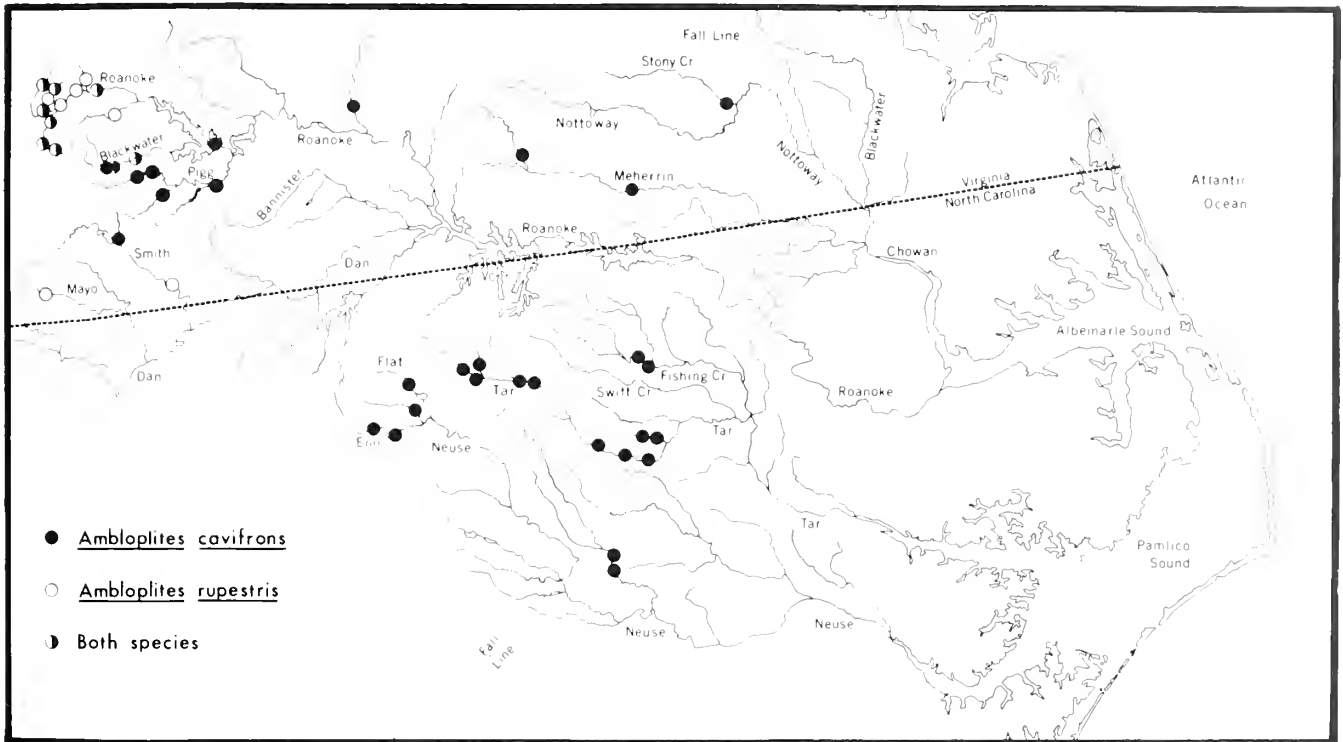 Fall Line
Stony Cr
Roanoke
Nottoway
Roanoke
Blackwater
Blackwater
Pigg
Nottoway
Meherrin
Virginia
North Carolina
Bannister
Atlantic
Ocean
Roanoke
Smith
Dan
Chowan
Mayo
Albemarle Sound
Dan
Flat
Fishing Cr
Tar
Swift Cr
Roanoke
Tar
Neuse
Tar
Pamlico
Sound
Neuse
Neuse
Fall
Line
Ambloplites cavifrons
Ambloplites rupestris
Both species